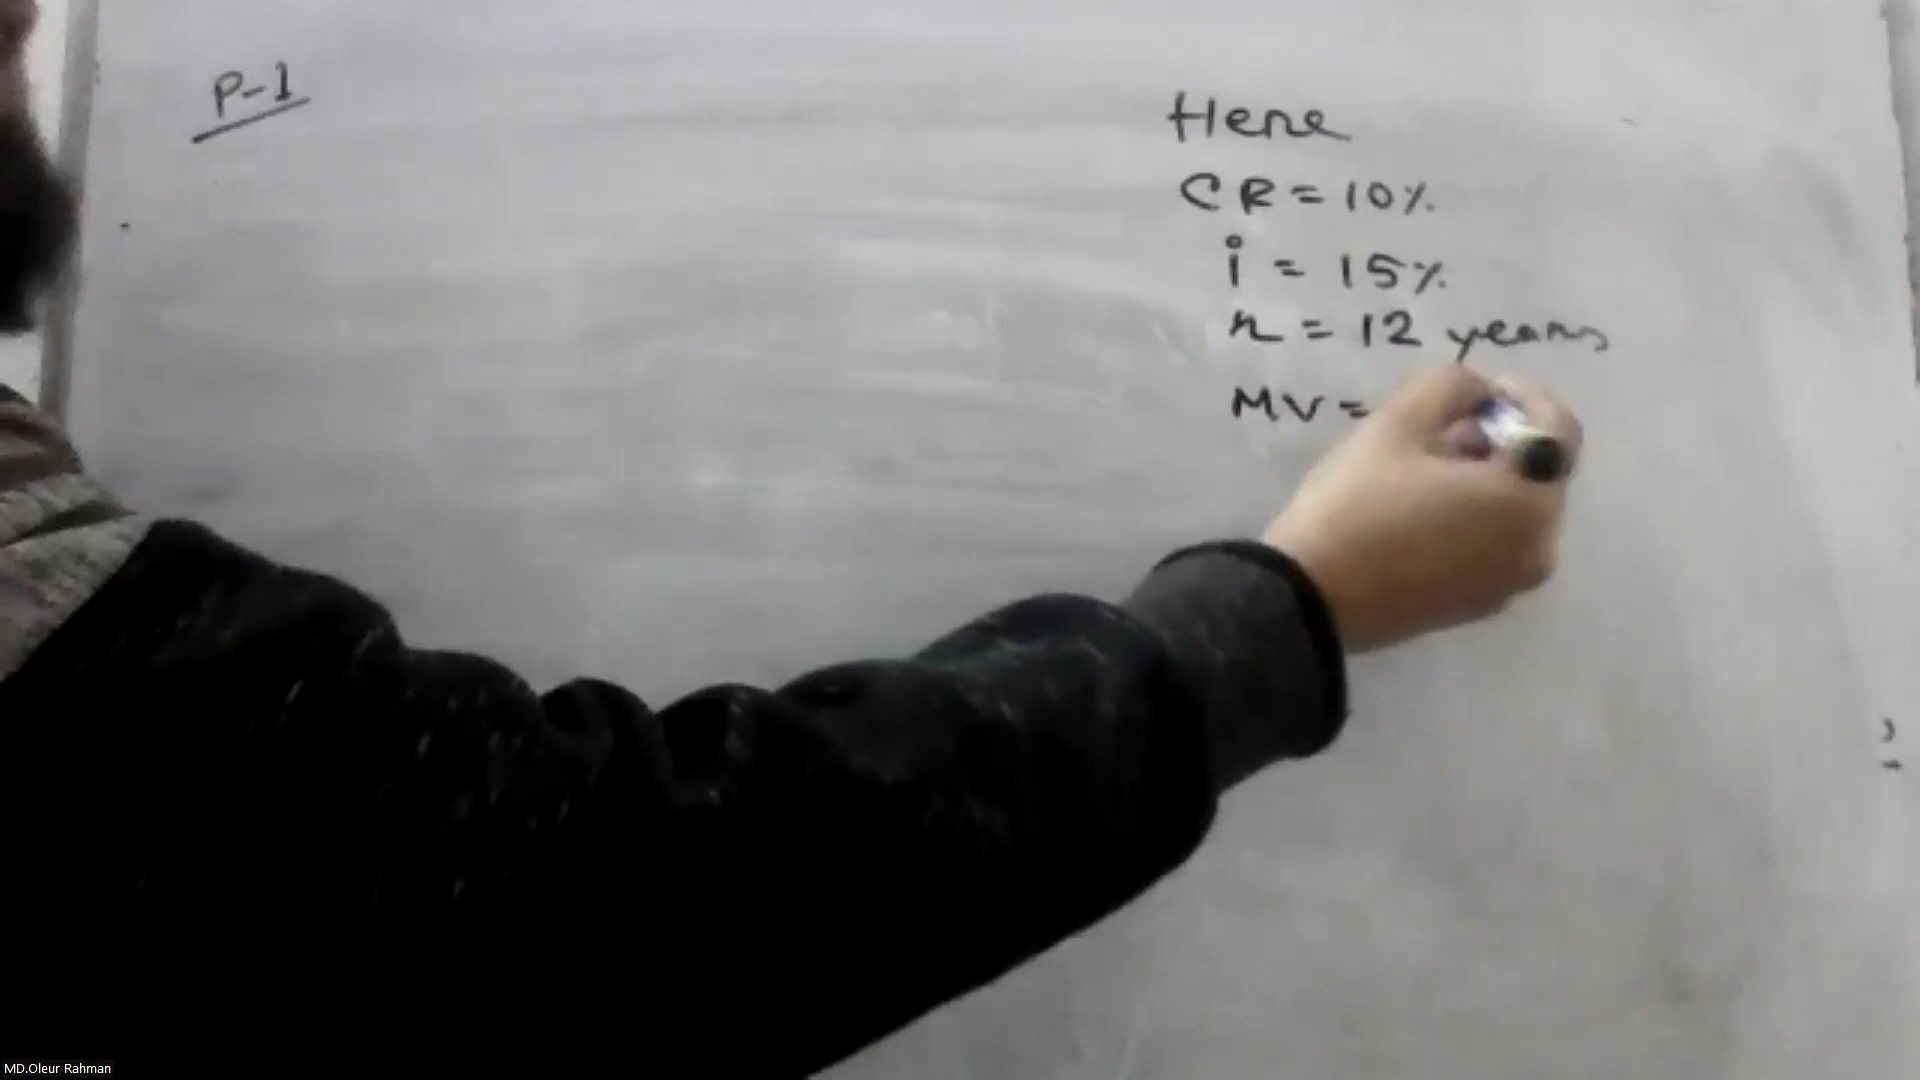 P-1
Here
CR = 10%
i = 15%
n = 12 years
MV =
MD.Oleur Rahman